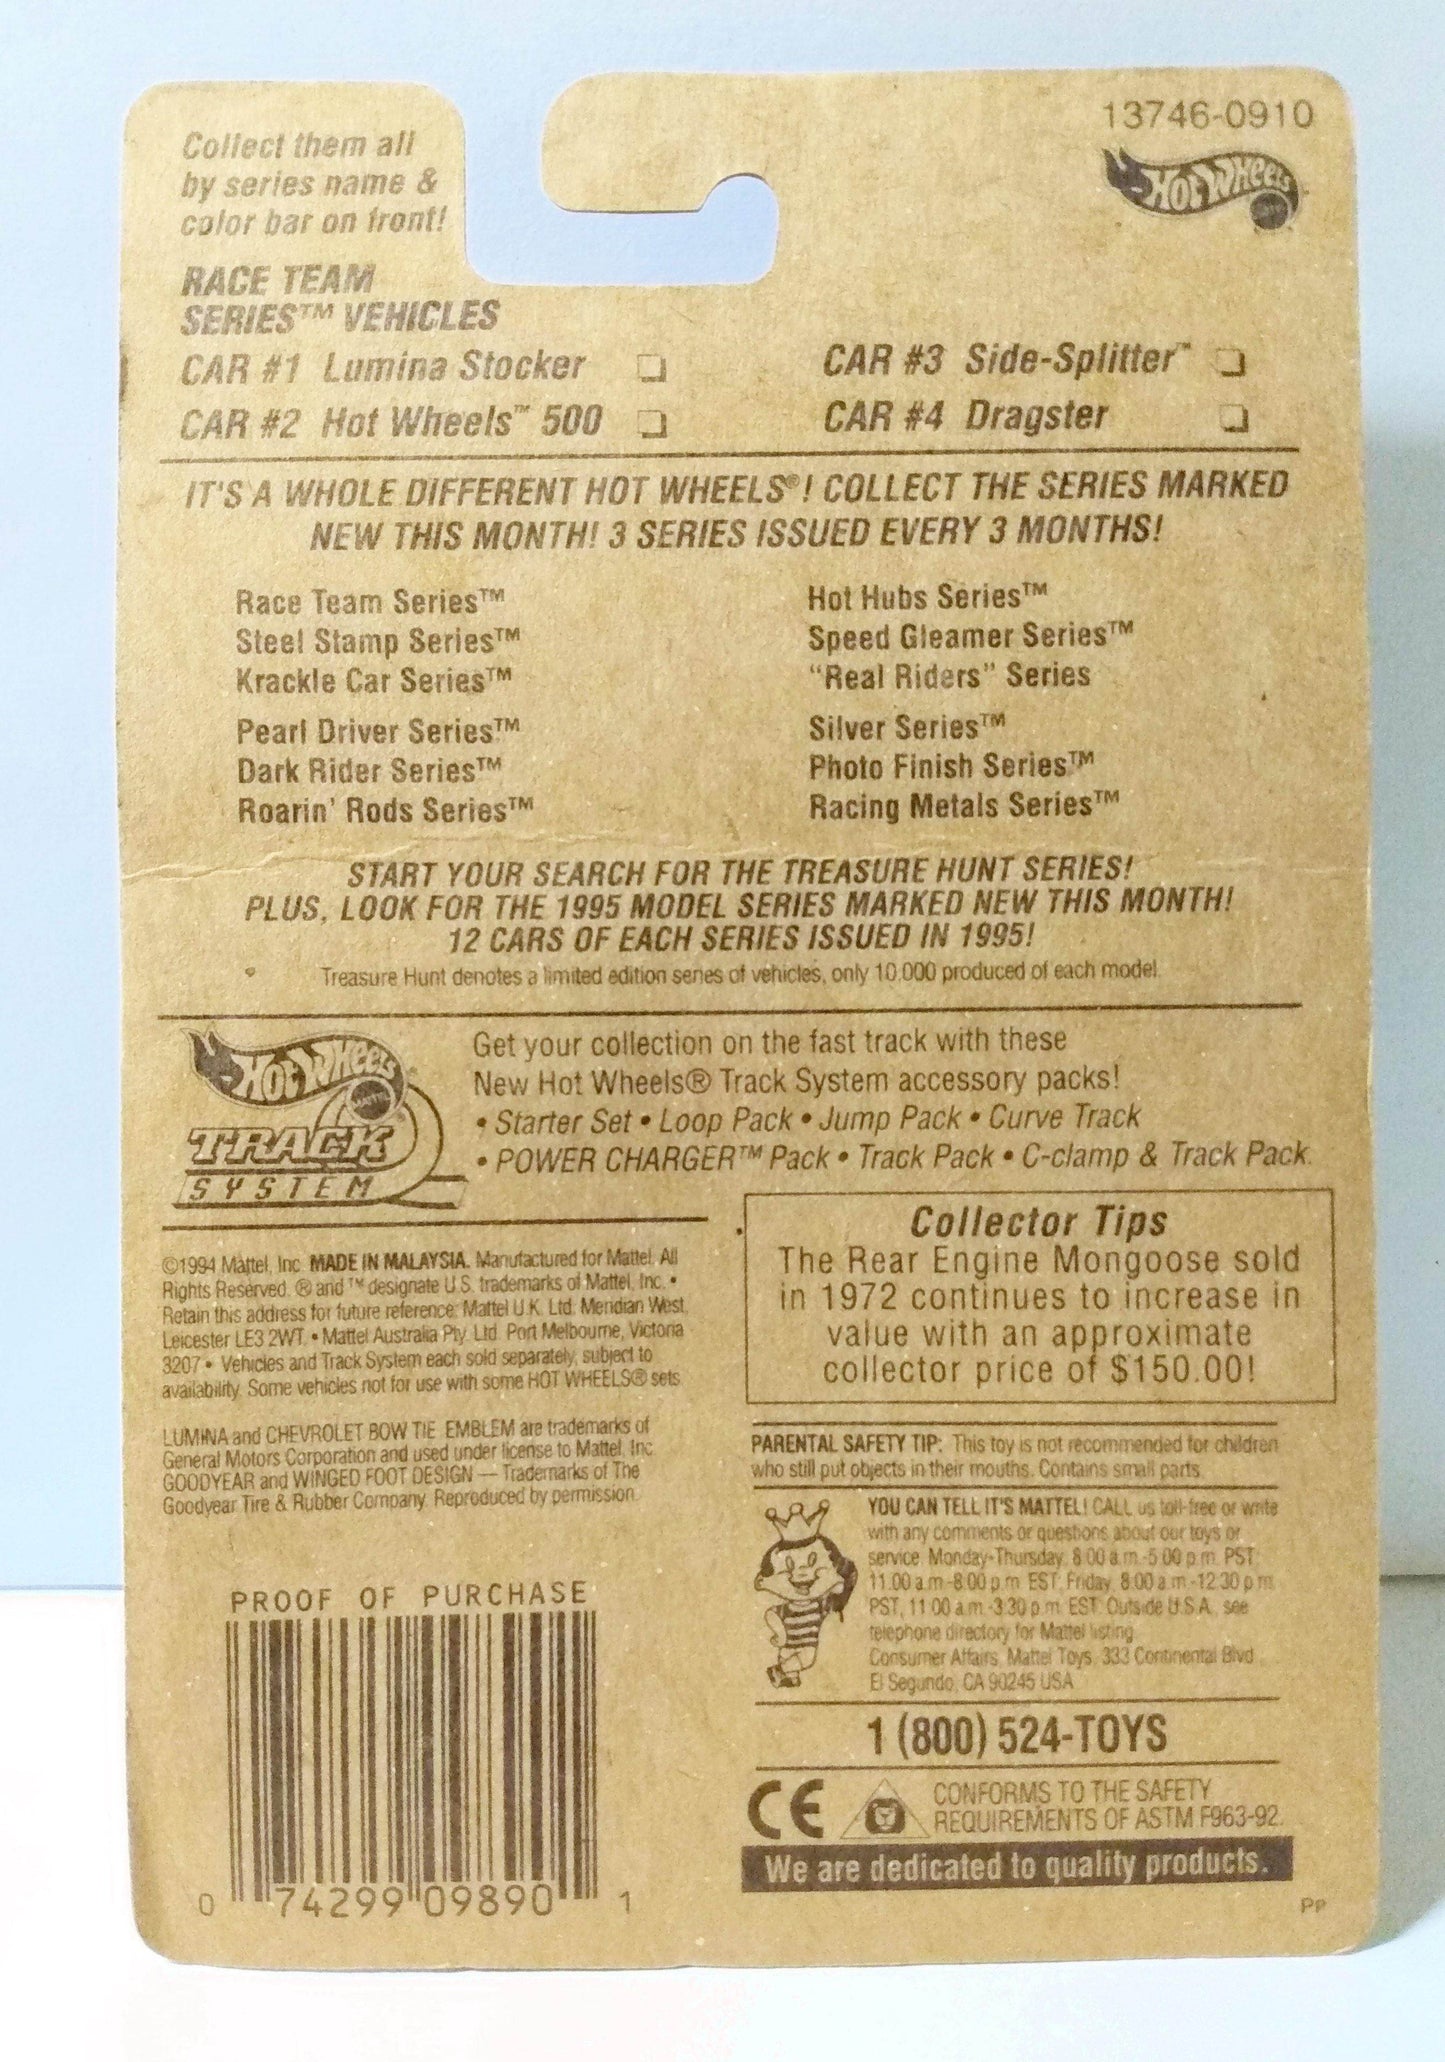 Collect them all
by series name &
color bar on front!
13746-0910
HOT WHEELS
RACE TEAM
SERIES™ VEHICLES
CAR #1 Lumina Stocker
CAR #2 Hot Wheels™ 500
CAR #3 Side-Splitter™
CAR #4 Dragster
IT'S A WHOLE DIFFERENT HOT WHEELS®! COLLECT THE SERIES MARKED
NEW THIS MONTH! 3 SERIES ISSUED EVERY 3 MONTHS!
Race Team Series™
Steel Stamp Series™
Krackle Car Series™
Pearl Driver Series™
Dark Rider Series™
Roarin' Rods Series™
Hot Hubs Series™
Speed Gleamer Series™
"Real Riders" Series
Silver Series™
Photo Finish Series™
Racing Metals Series™
START YOUR SEARCH FOR THE TREASURE HUNT SERIES!
PLUS, LOOK FOR THE 1995 MODEL SERIES MARKED NEW THIS MONTH!
12 CARS OF EACH SERIES ISSUED IN 1995!
Treasure Hunt denotes a limited edition series of vehicles, only 10,000 produced of each model.
HOT WHEELS
TRACK
SYSTEM
Get your collection on the fast track with these
New Hot Wheels® Track System accessory packs!
• Starter Set • Loop Pack • Jump Pack • Curve Track
• POWER CHARGER™ Pack • Track Pack • C-clamp & Track Pack.
©1994 Mattel, Inc. MADE IN MALAYSIA. Manufactured for Mattel. All
Rights Reserved. ® and ™ designate U.S. trademarks of Mattel, Inc. •
Retain this address for future reference: Mattel U.K. Ltd. Meridian West,
Leicester LE3 2WT. • Mattel Australia Pty. Ltd. Port Melbourne, Victoria
3207 • Vehicles and Track System each sold separately, subject to
availability. Some vehicles not for use with some HOT WHEELS® sets.
LUMINA and CHEVROLET BOW TIE EMBLEM are trademarks of
General Motors Corporation and used under license to Mattel, Inc.
GOODYEAR and WINGED FOOT DESIGN — Trademarks of The
Goodyear Tire & Rubber Company. Reproduced by permission.
PROOF OF PURCHASE
0 74299 09890 1
Collector Tips
The Rear Engine Mongoose sold
in 1972 continues to increase in
value with an approximate
collector price of $150.00!
PARENTAL SAFETY TIP: This toy is not recommended for children
who still put objects in their mouths. Contains small parts.
YOU CAN TELL IT'S MATTEL! CALL us toll-free or write
with any comments or questions about our toys or
service. Monday-Thursday, 8:00 a.m.-5:00 p.m. PST;
11:00 a.m.-8:00 p.m. EST; Friday, 8:00 a.m.-12:30 p.m.
PST, 11:00 a.m.-3:30 p.m. EST. Outside U.S.A., see
telephone directory for Mattel listing.
Consumer Affairs, Mattel Toys, 333 Continental Blvd.,
El Segundo, CA 90245 USA
1 (800) 524-TOYS
CE
CONFORMS TO THE SAFETY
REQUIREMENTS OF ASTM F963-92.
We are dedicated to quality products.
PP